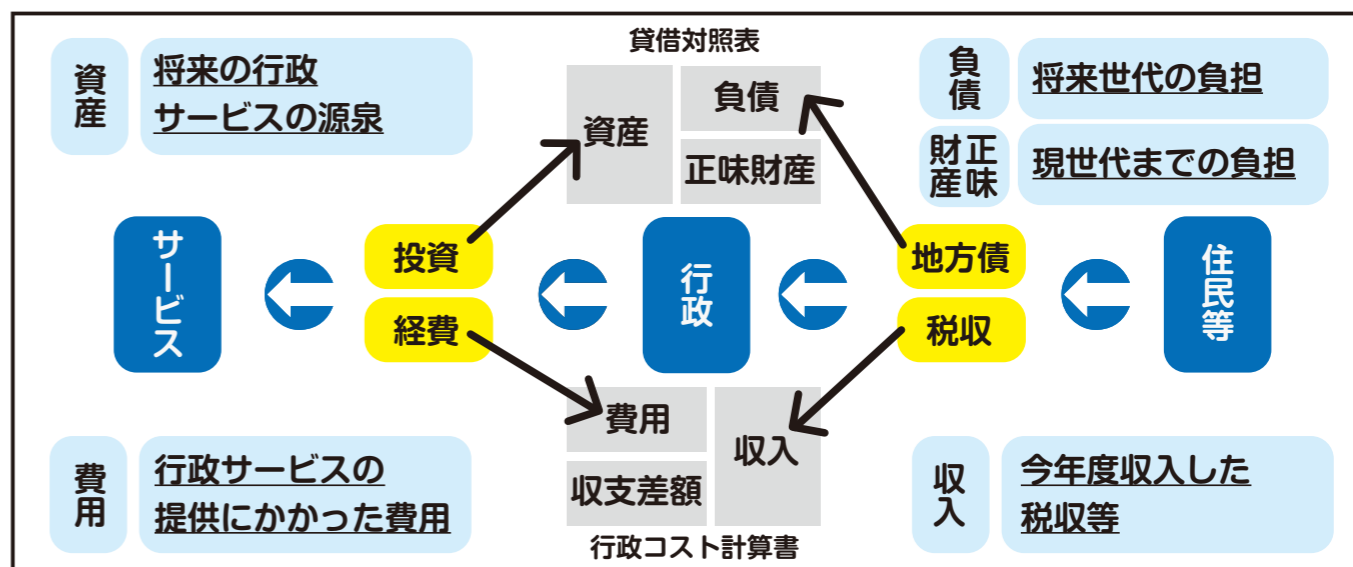 貸借対照表
資産
将来の行政
サービスの源泉
資産
負債
正味財産
負債
将来世代の負担
正味
財産
現世代までの負担
サービス
投資
経費
行政
地方債
税収
住民等
費用
収支差額
収入
行政コスト計算書
費用
行政サービスの
提供にかかった費用
収入
今年度収入した
税収等